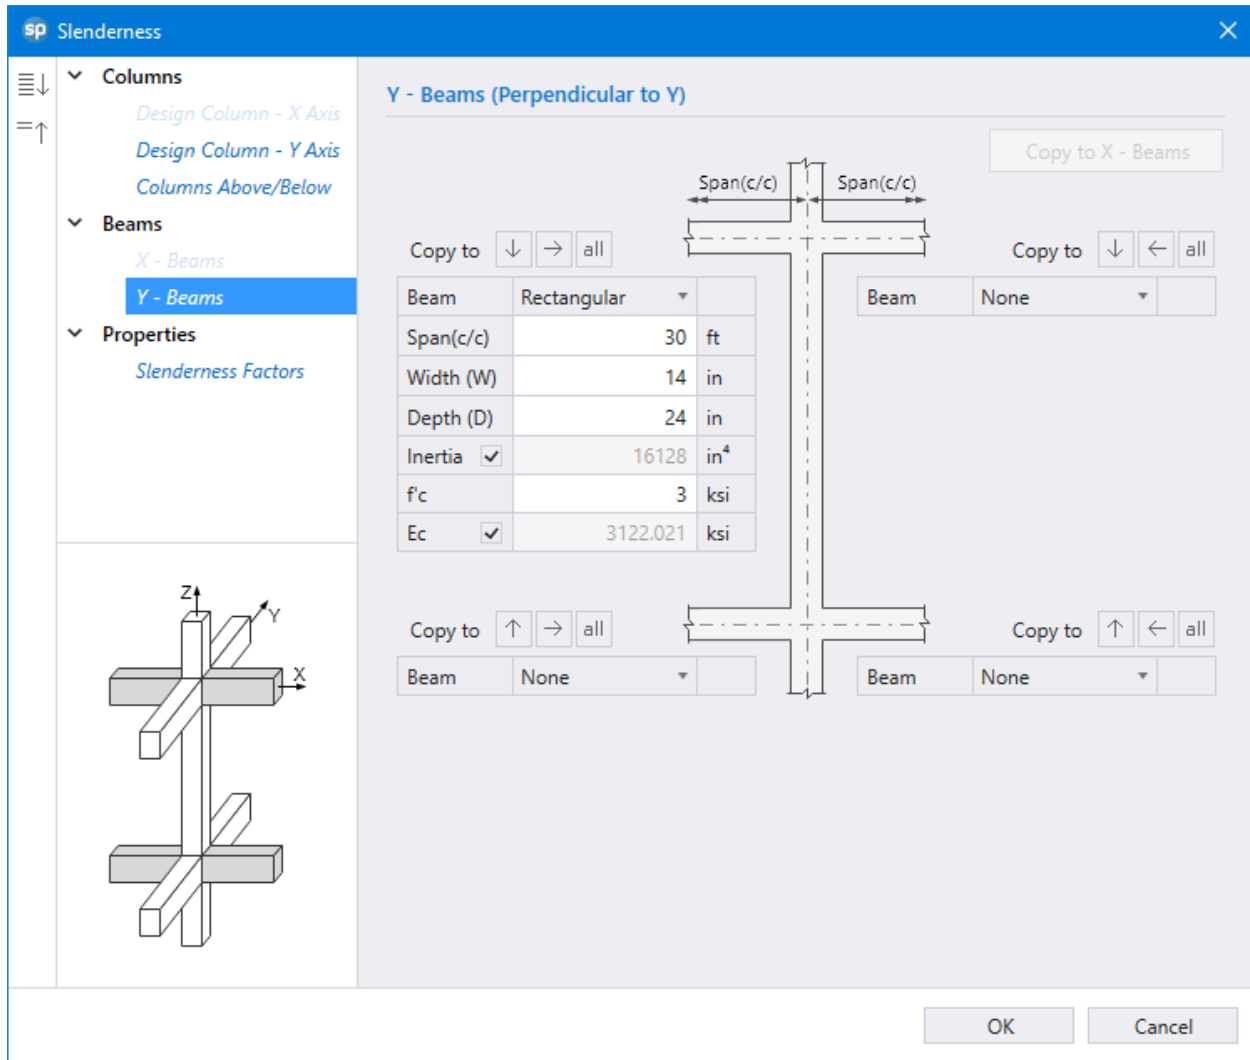 sp Slenderness
Columns
Design Column - X Axis
Design Column - Y Axis
Columns Above/Below
Beams
X - Beams
Y - Beams
Properties
Slenderness Factors
Z
Y
X
Y - Beams (Perpendicular to Y)
Copy to X - Beams
Span(c/c) Span(c/c)
Copy to ↓ → all
Beam Rectangular
Span(c/c) 30 ft
Width (W) 14 in
Depth (D) 24 in
Inertia 16128 in⁴
f'c 3 ksi
Ec 3122.021 ksi
Copy to ↓ ← all
Beam None
Copy to ↑ → all
Beam None
Copy to ↑ ← all
Beam None
OK Cancel